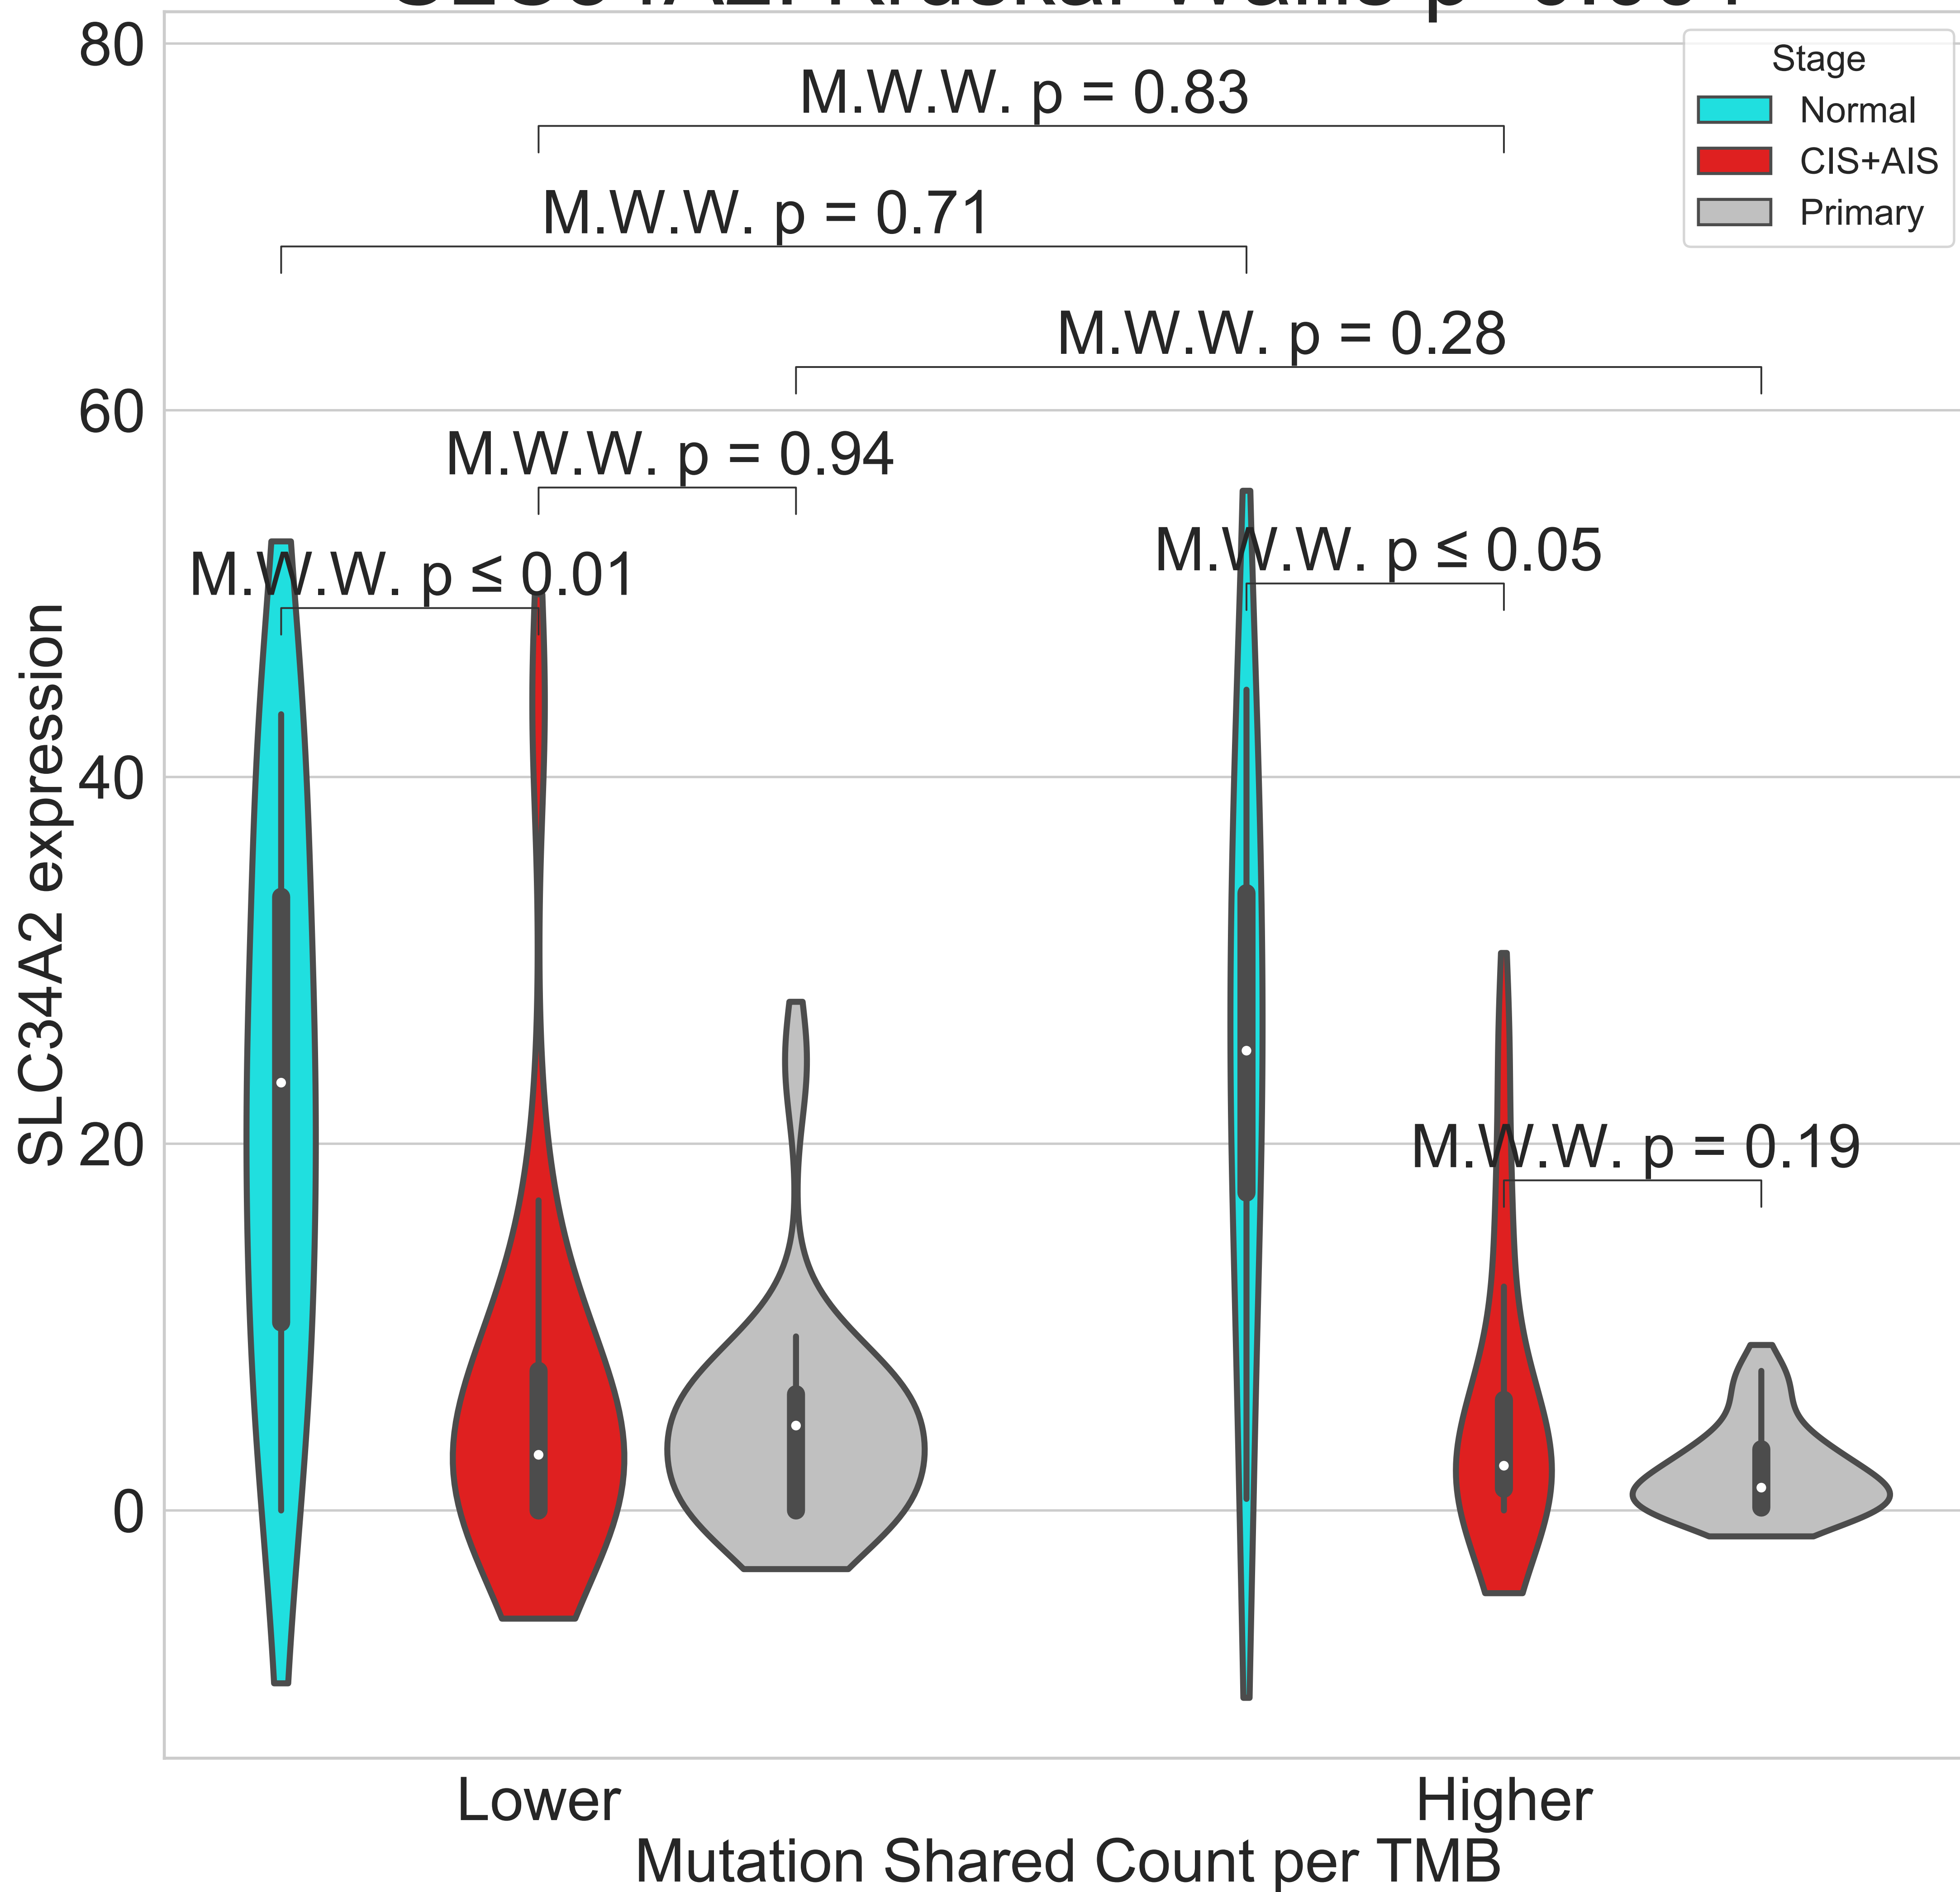 80
Stage
Normal
CIS+AIS
Primary
M.W.W. p = 0.83
M.W.W. p = 0.71
M.W.W. p = 0.28
60
M.W.W. p = 0.94
M.W.W. p ≤ 0.01
M.W.W. p ≤ 0.05
40
SLC34A2 expression
20
M.W.W. p = 0.19
0
Lower
Higher
Mutation Shared Count per TMB